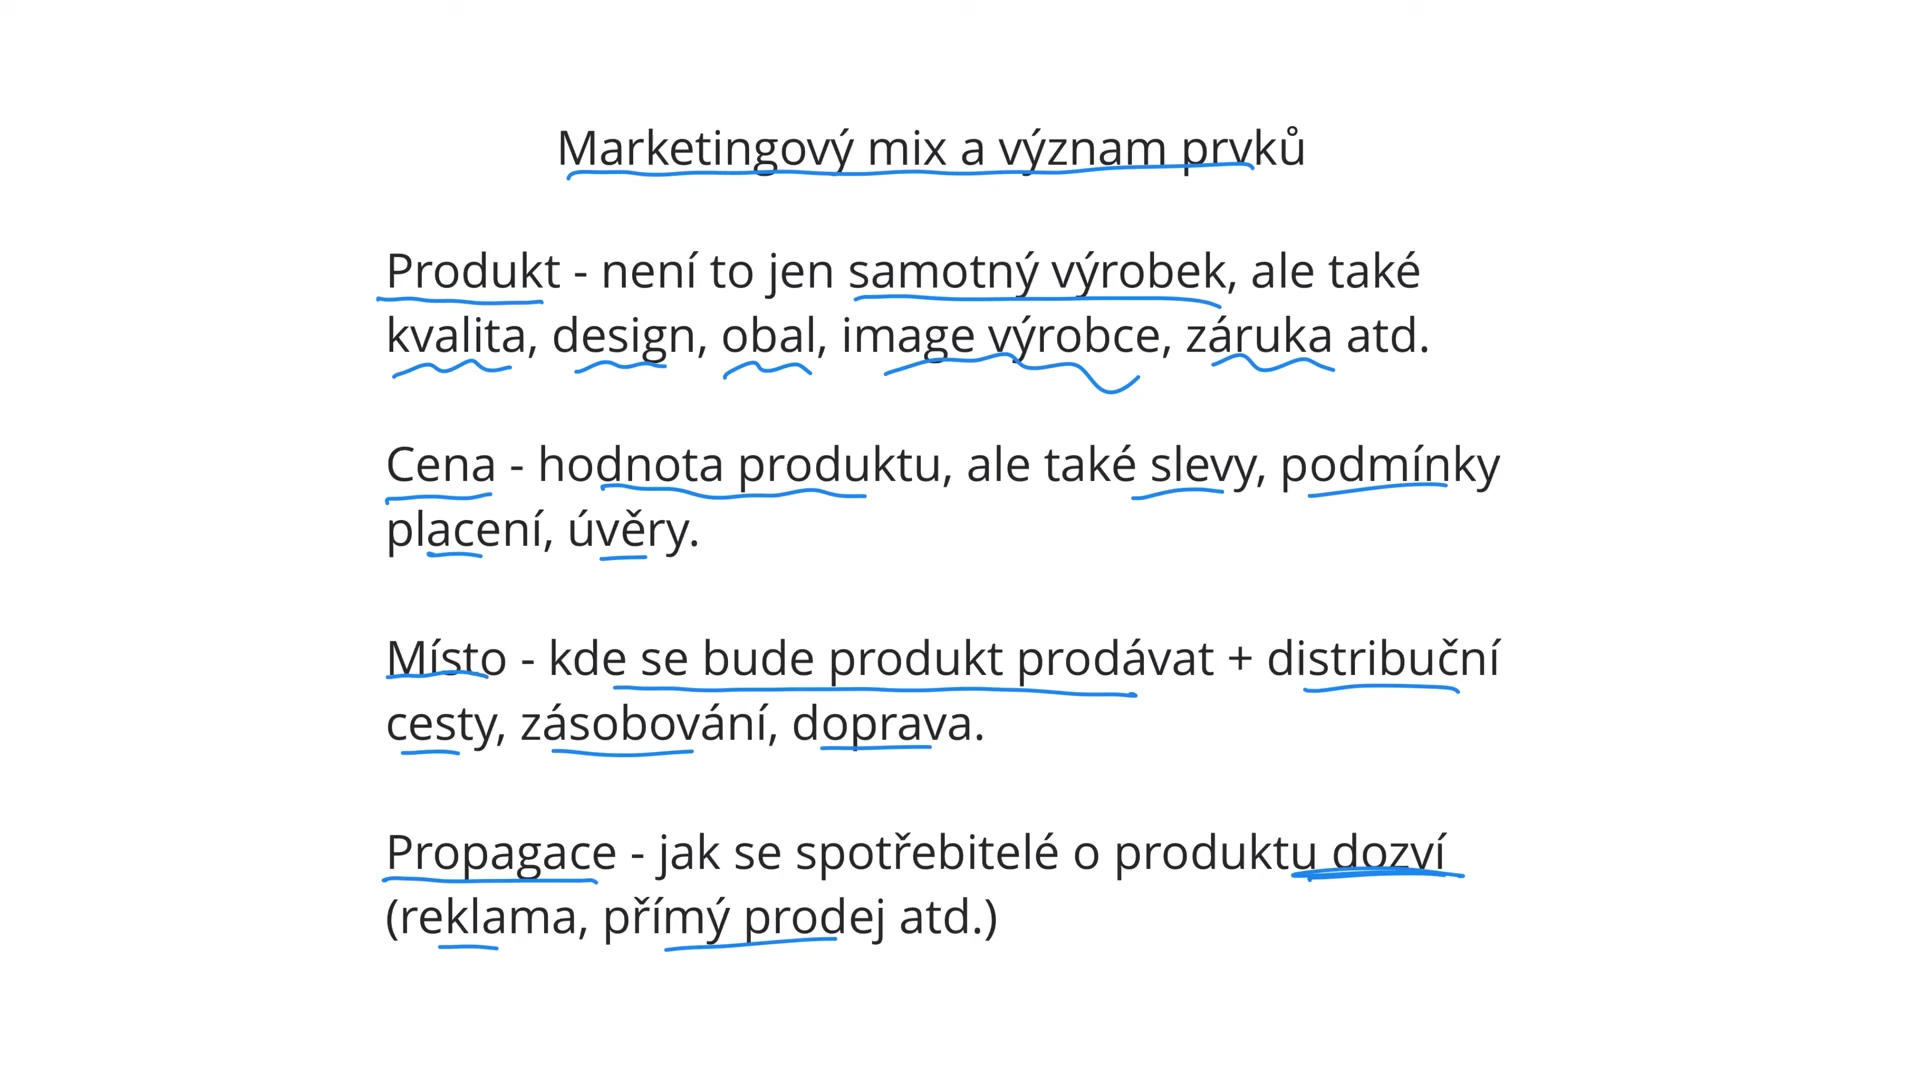 Marketingový mix a význam prvků
Produkt - není to jen samotný výrobek, ale také
kvalita, design, obal, image výrobce, záruka atd.
Cena - hodnota produktu, ale také slevy, podmínky
placení, úvěry.
Místo - kde se bude produkt prodávat + distribuční
cesty, zásobování, doprava.
Propagace - jak se spotřebitelé o produktu dozví
(reklama, přímý prodej atd.)